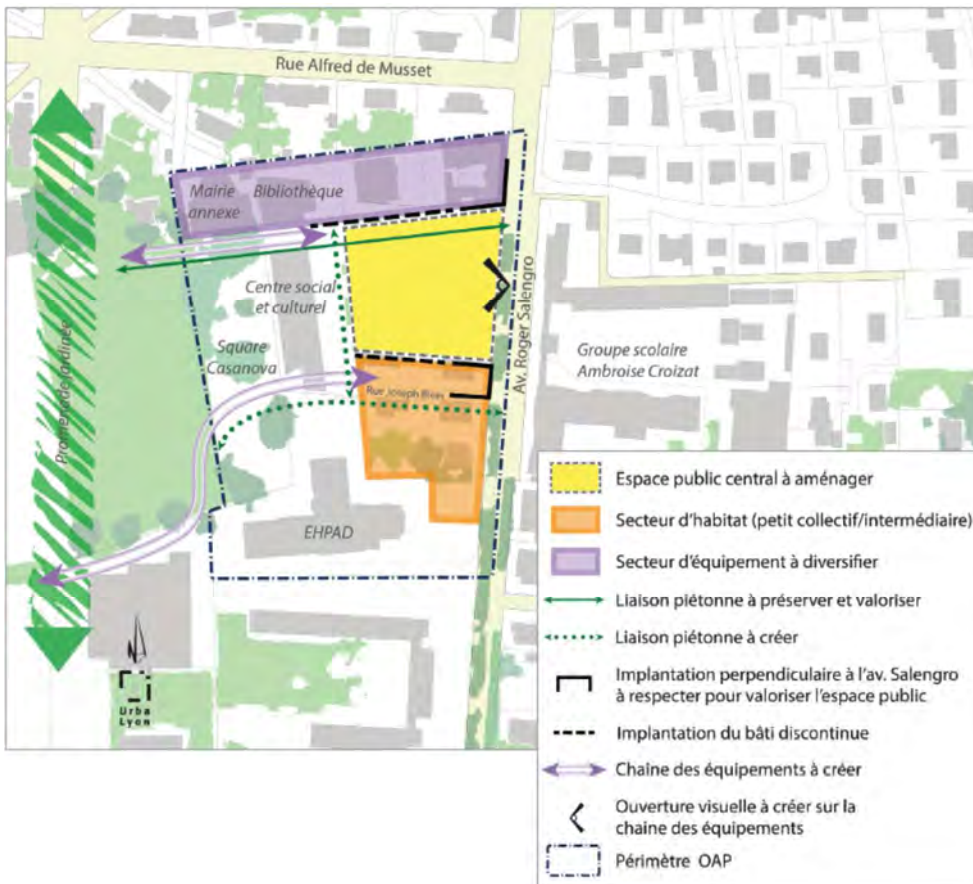 Rue Alfred de Musset
Mairie
annexe
Bibliothèque
Centre social
et culturel
Square
Casanova
Promenade jardinée
Av. Roger Salengro
Groupe scolaire
Ambroise Croizat
Rue Joseph
EHPAD
Urba
Lyon
Espace public central à aménager
Secteur d'habitat (petit collectif/intermédiaire)
Secteur d'équipement à diversifier
Liaison piétonne à préserver et valoriser
Liaison piétonne à créer
Implantation perpendiculaire à l'av. Salengro
à respecter pour valoriser l'espace public
Implantation du bâti discontinue
Chaîne des équipements à créer
Ouverture visuelle à créer sur la
chaine des équipements
Périmètre OAP